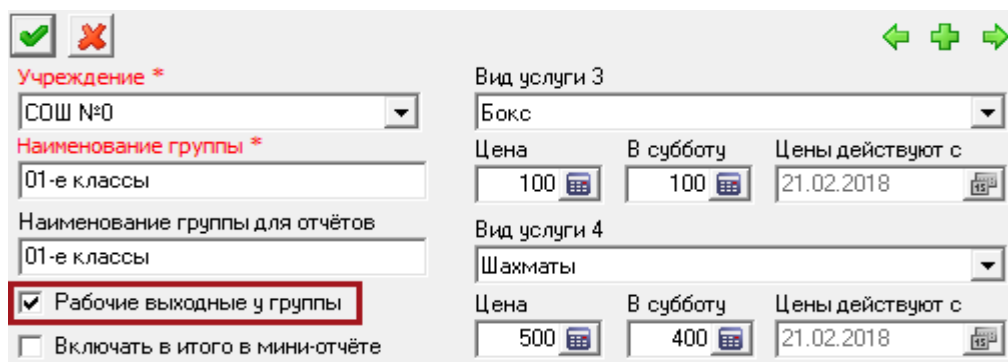 Учреждение *
СОШ №0
Наименование группы *
01-е классы
Наименование группы для отчётов
01-е классы
Рабочие выходные у группы
Включать в итого в мини-отчёте
Вид услуги 3
Бокс
Цена В субботу Цены действуют с
100 100 21.02.2018
Вид услуги 4
Шахматы
Цена В субботу Цены действуют с
500 400 21.02.2018